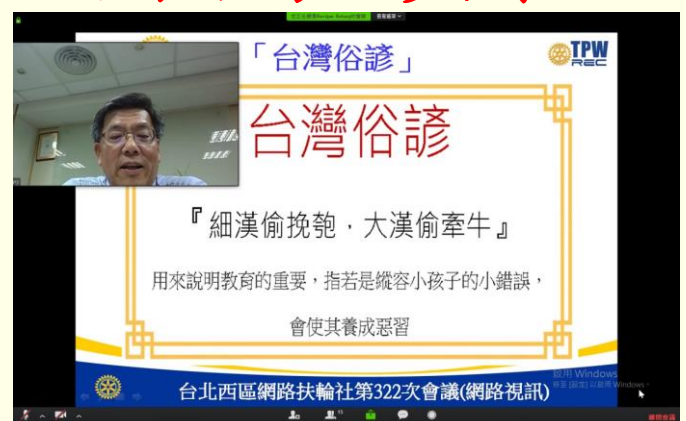 「台灣俗諺」
TPW
REC
台灣俗諺
『細漢偷挽匏，大漢偷牽牛』
用來說明教育的重要，指若是縱容小孩子的小錯誤，
會使其養成惡習
啟用 Windows
台北西區網路扶輪社第322次會議(網路視訊)